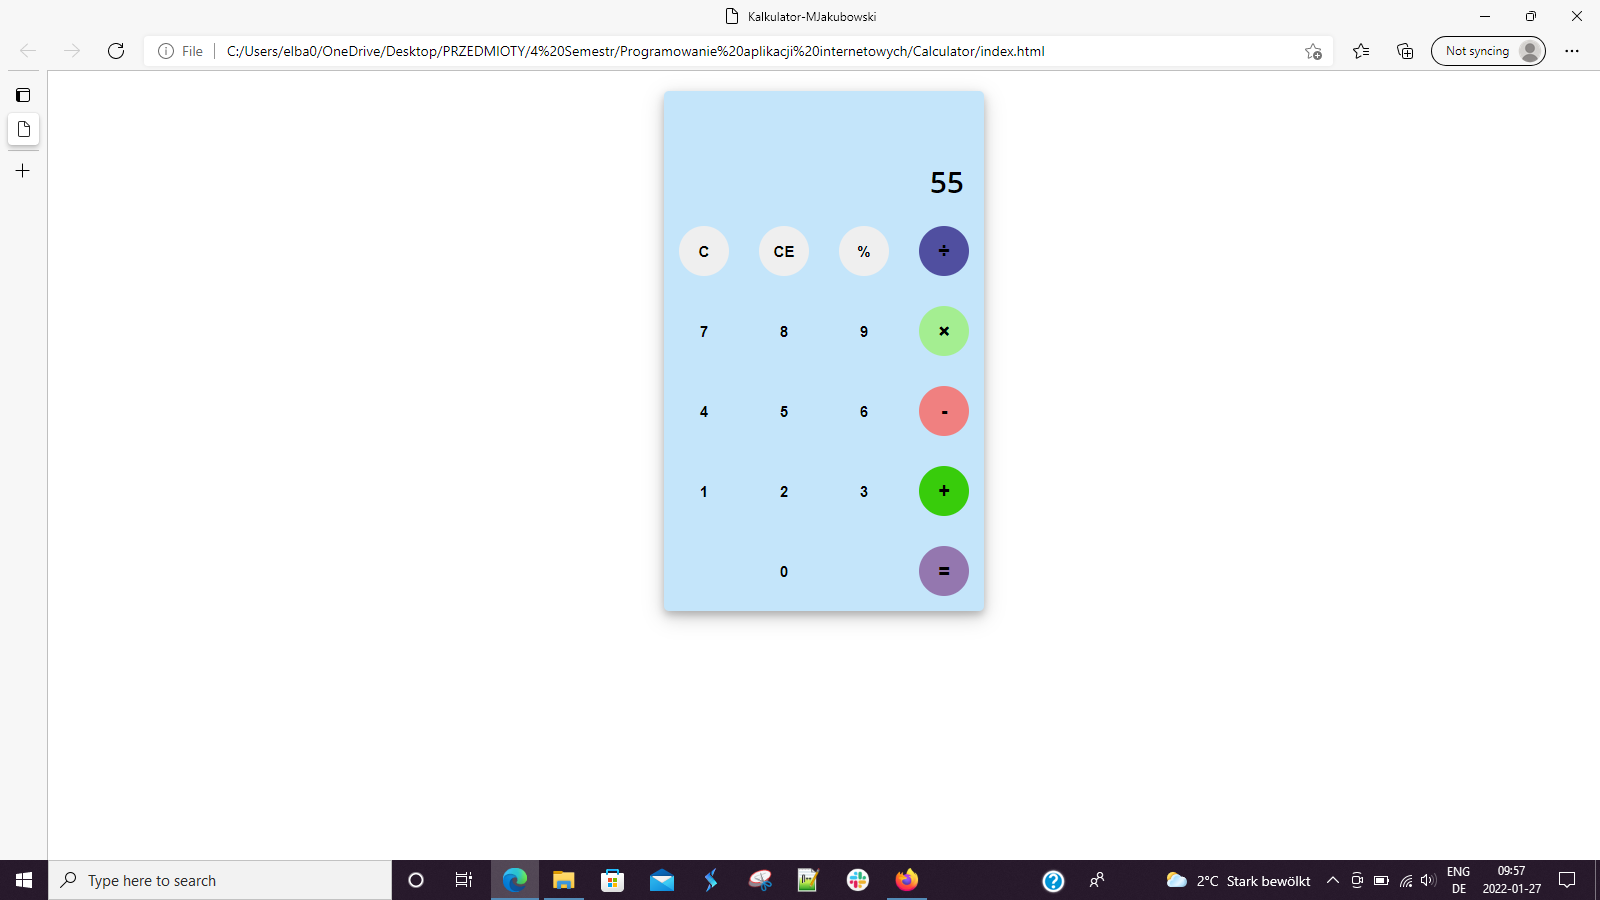 Kalkulator-MJakubowski
File
C:/Users/elba0/OneDrive/Desktop/PRZEDMIOTY/4%20Semestr/Programowanie%20aplikacji%20internetowych/Calculator/index.html
Not syncing
55
C CE % ÷
7 8 9 ×
4 5 6 -
1 2 3 +
0 =
Type here to search
2°C Stark bewölkt
ENG
DE
09:57
2022-01-27